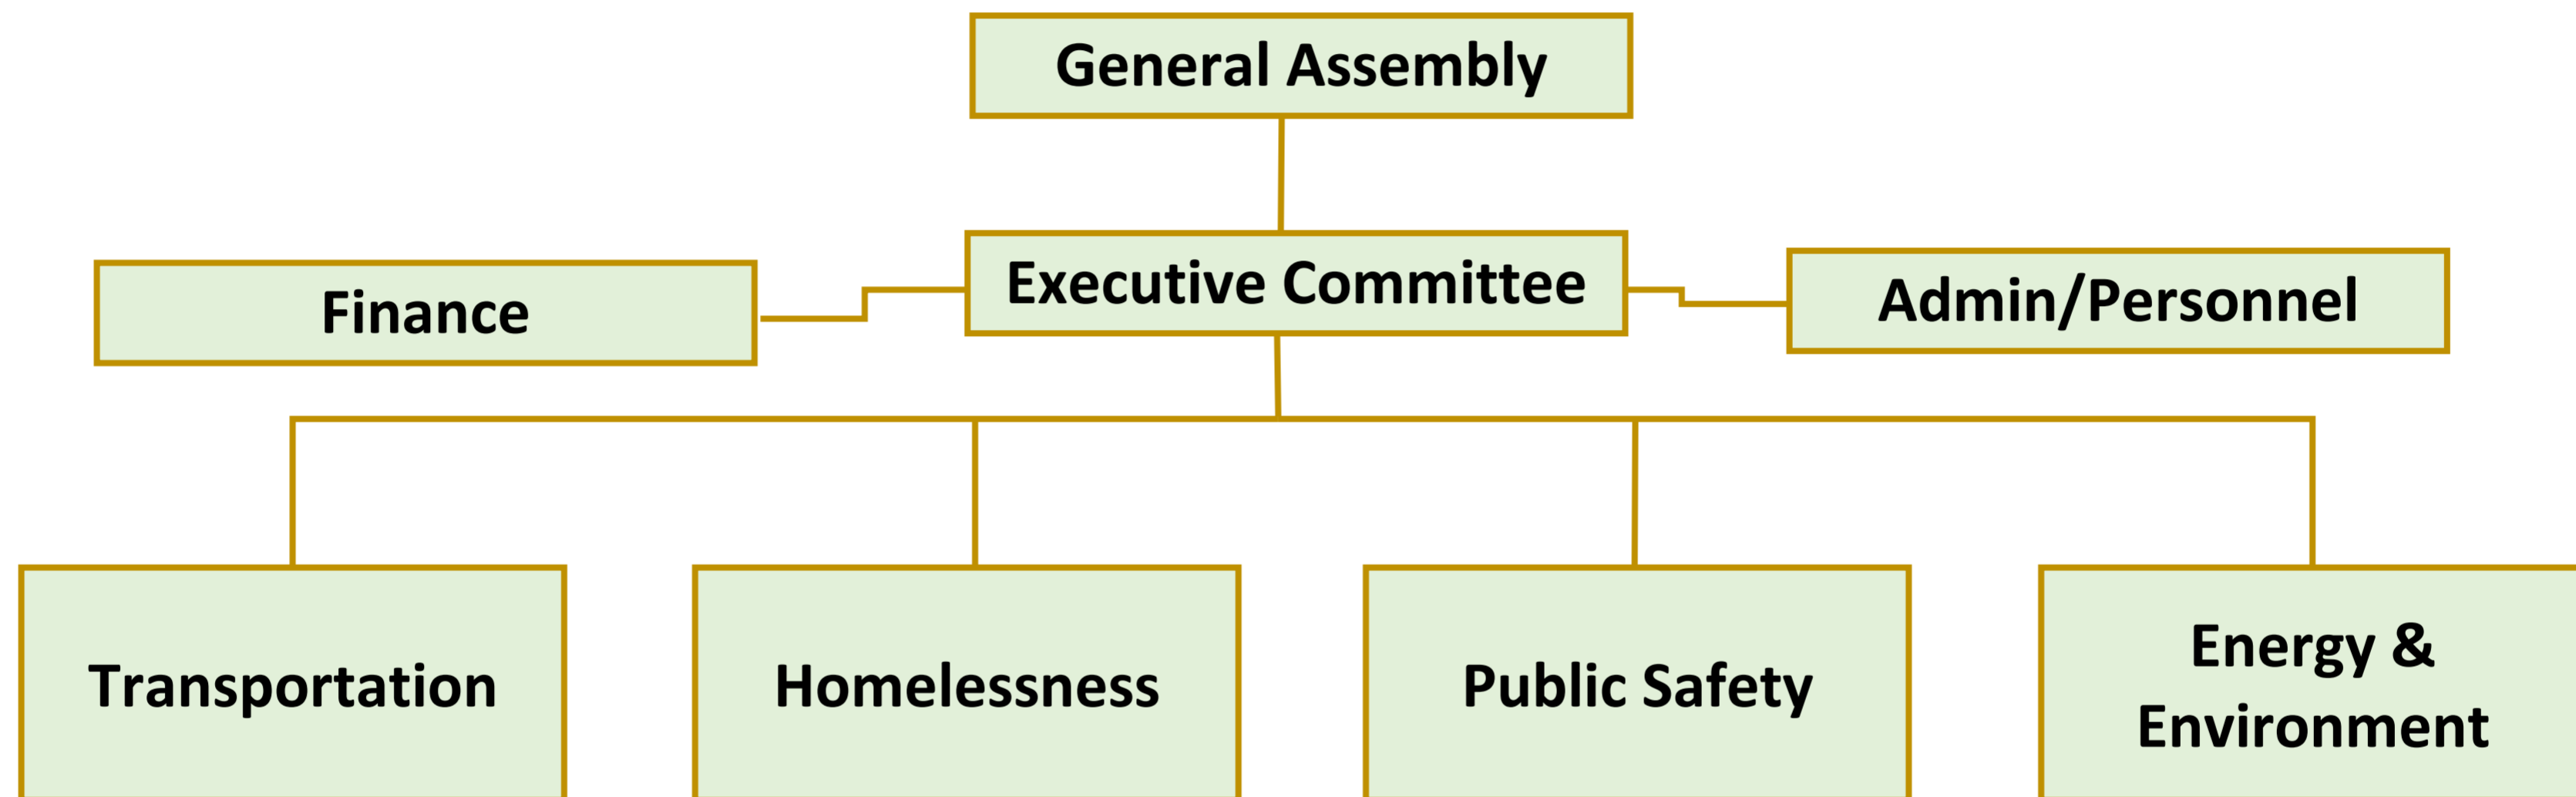 General Assembly
Finance
Executive Committee
Admin/Personnel
Transportation
Homelessness
Public Safety
Energy &
Environment